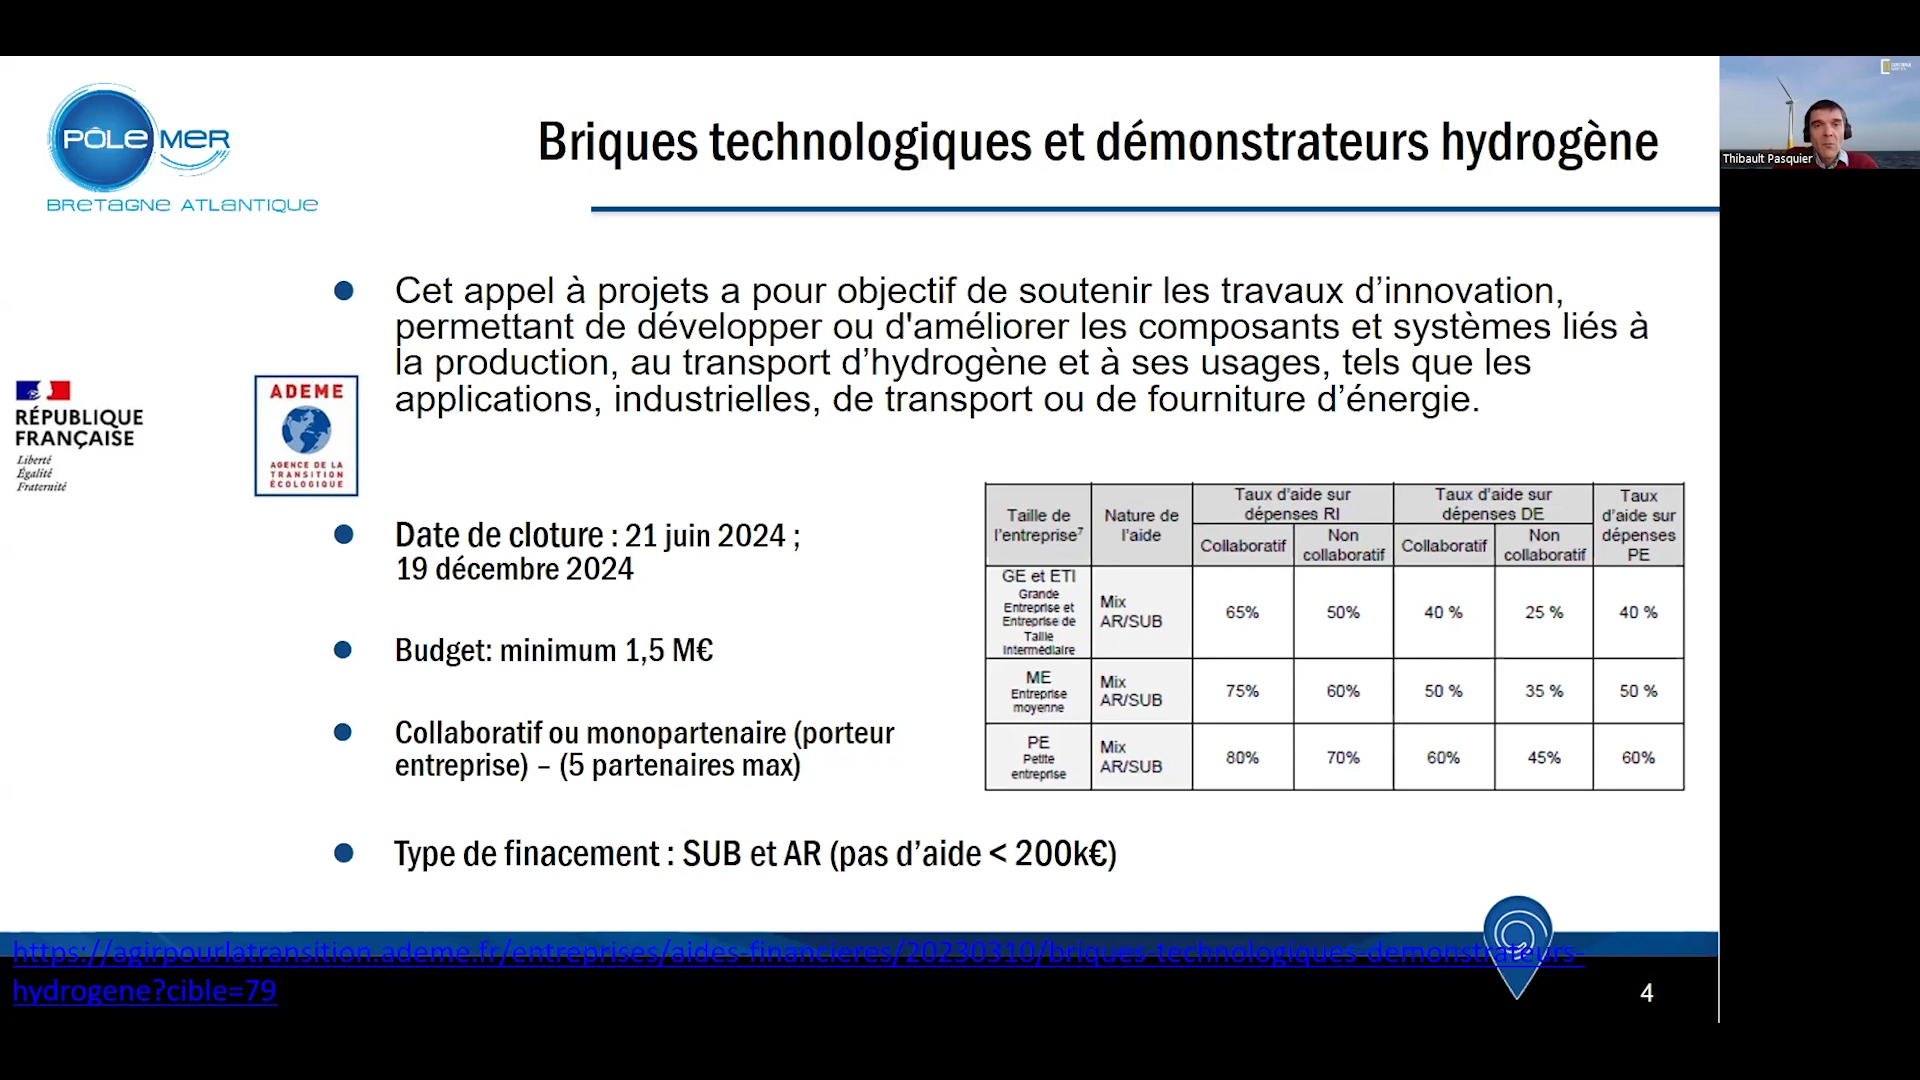 PÔLE MER
BRETAGNE ATLANTIQUE
Briques technologiques et démonstrateurs hydrogène
Thibault Pasquier
Cet appel à projets a pour objectif de soutenir les travaux d’innovation,
permettant de développer ou d'améliorer les composants et systèmes liés à
la production, au transport d’hydrogène et à ses usages, tels que les
applications, industrielles, de transport ou de fourniture d’énergie.
RÉPUBLIQUE
FRANÇAISE
Liberté
Égalité
Fraternité
ADEME
AGENCE DE LA
TRANSITION
ÉCOLOGIQUE
Date de cloture : 21 juin 2024 ;
19 décembre 2024
Budget: minimum 1,5 M€
Collaboratif ou monopartenaire (porteur
entreprise) – (5 partenaires max)
Type de finacement : SUB et AR (pas d’aide < 200k€)
Taille de
l’entreprise⁷
Nature de
l’aide
Taux d’aide sur
dépenses RI
Taux d’aide sur
dépenses DE
Taux
d’aide sur
dépenses
PE
Collaboratif
Non
collaboratif
Collaboratif
Non
collaboratif
GE et ETI
Grande
Entreprise et
Entreprise de
Taille
Intermédiaire
Mix
AR/SUB
65% 50% 40 % 25 % 40 %
ME
Entreprise
moyenne
Mix
AR/SUB
75% 60% 50 % 35 % 50 %
PE
Petite
entreprise
Mix
AR/SUB
80% 70% 60% 45% 60%
https://agirpourlatransition.ademe.fr/entreprises/aides-financieres/20230310/briques-technologiques-demonstrateurs-
hydrogene?cible=79
4